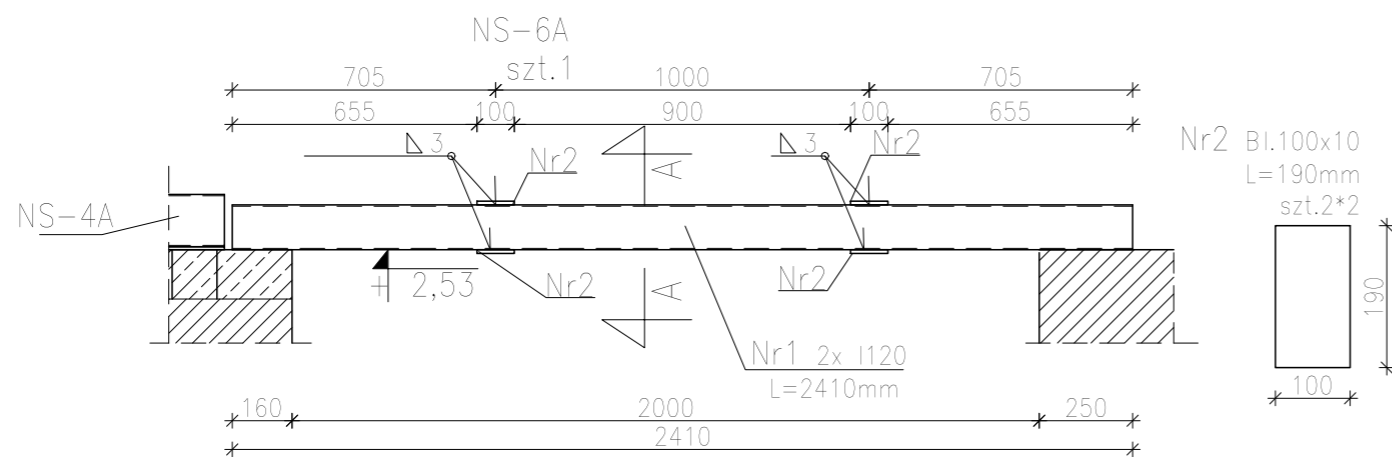 NS-6A
szt.1
705
1000
705
655
100
900
100
655
3
Nr2
A
3
Nr2
Nr2 Bl.100x10
L=190mm
szt.2*2
NS-4A
+ 2,53
Nr2
A
Nr2
190
Nr1 2x I120
L=2410mm
100
160
2000
250
2410